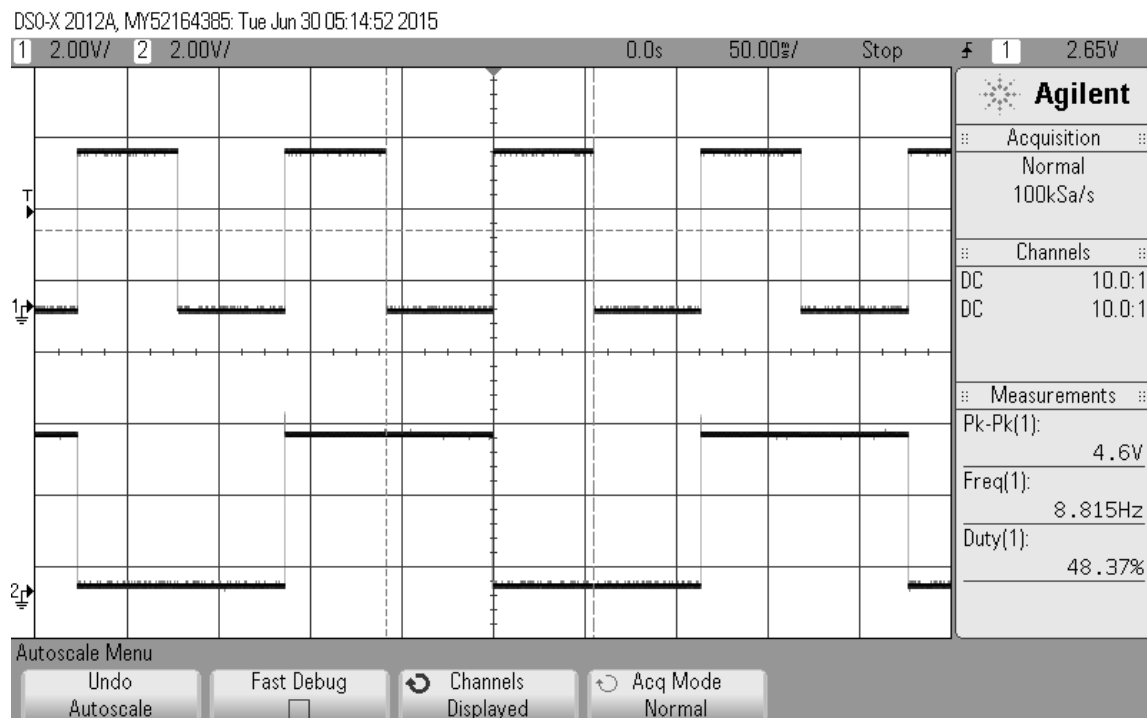 DSO-X 2012A, MY52164385: Tue Jun 30 05:14:52 2015
1 2.00V/ 2 2.00V/ 0.0s 50.00ms/ Stop 1 2.65V
Agilent
Acquisition
Normal
100kSa/s
Channels
DC 10.0:1
DC 10.0:1
Measurements
Pk-Pk(1):
4.6V
Freq(1):
8.815Hz
Duty(1):
48.37%
T
1
2
Autoscale Menu
Undo
Autoscale
Fast Debug
Channels
Displayed
Acq Mode
Normal